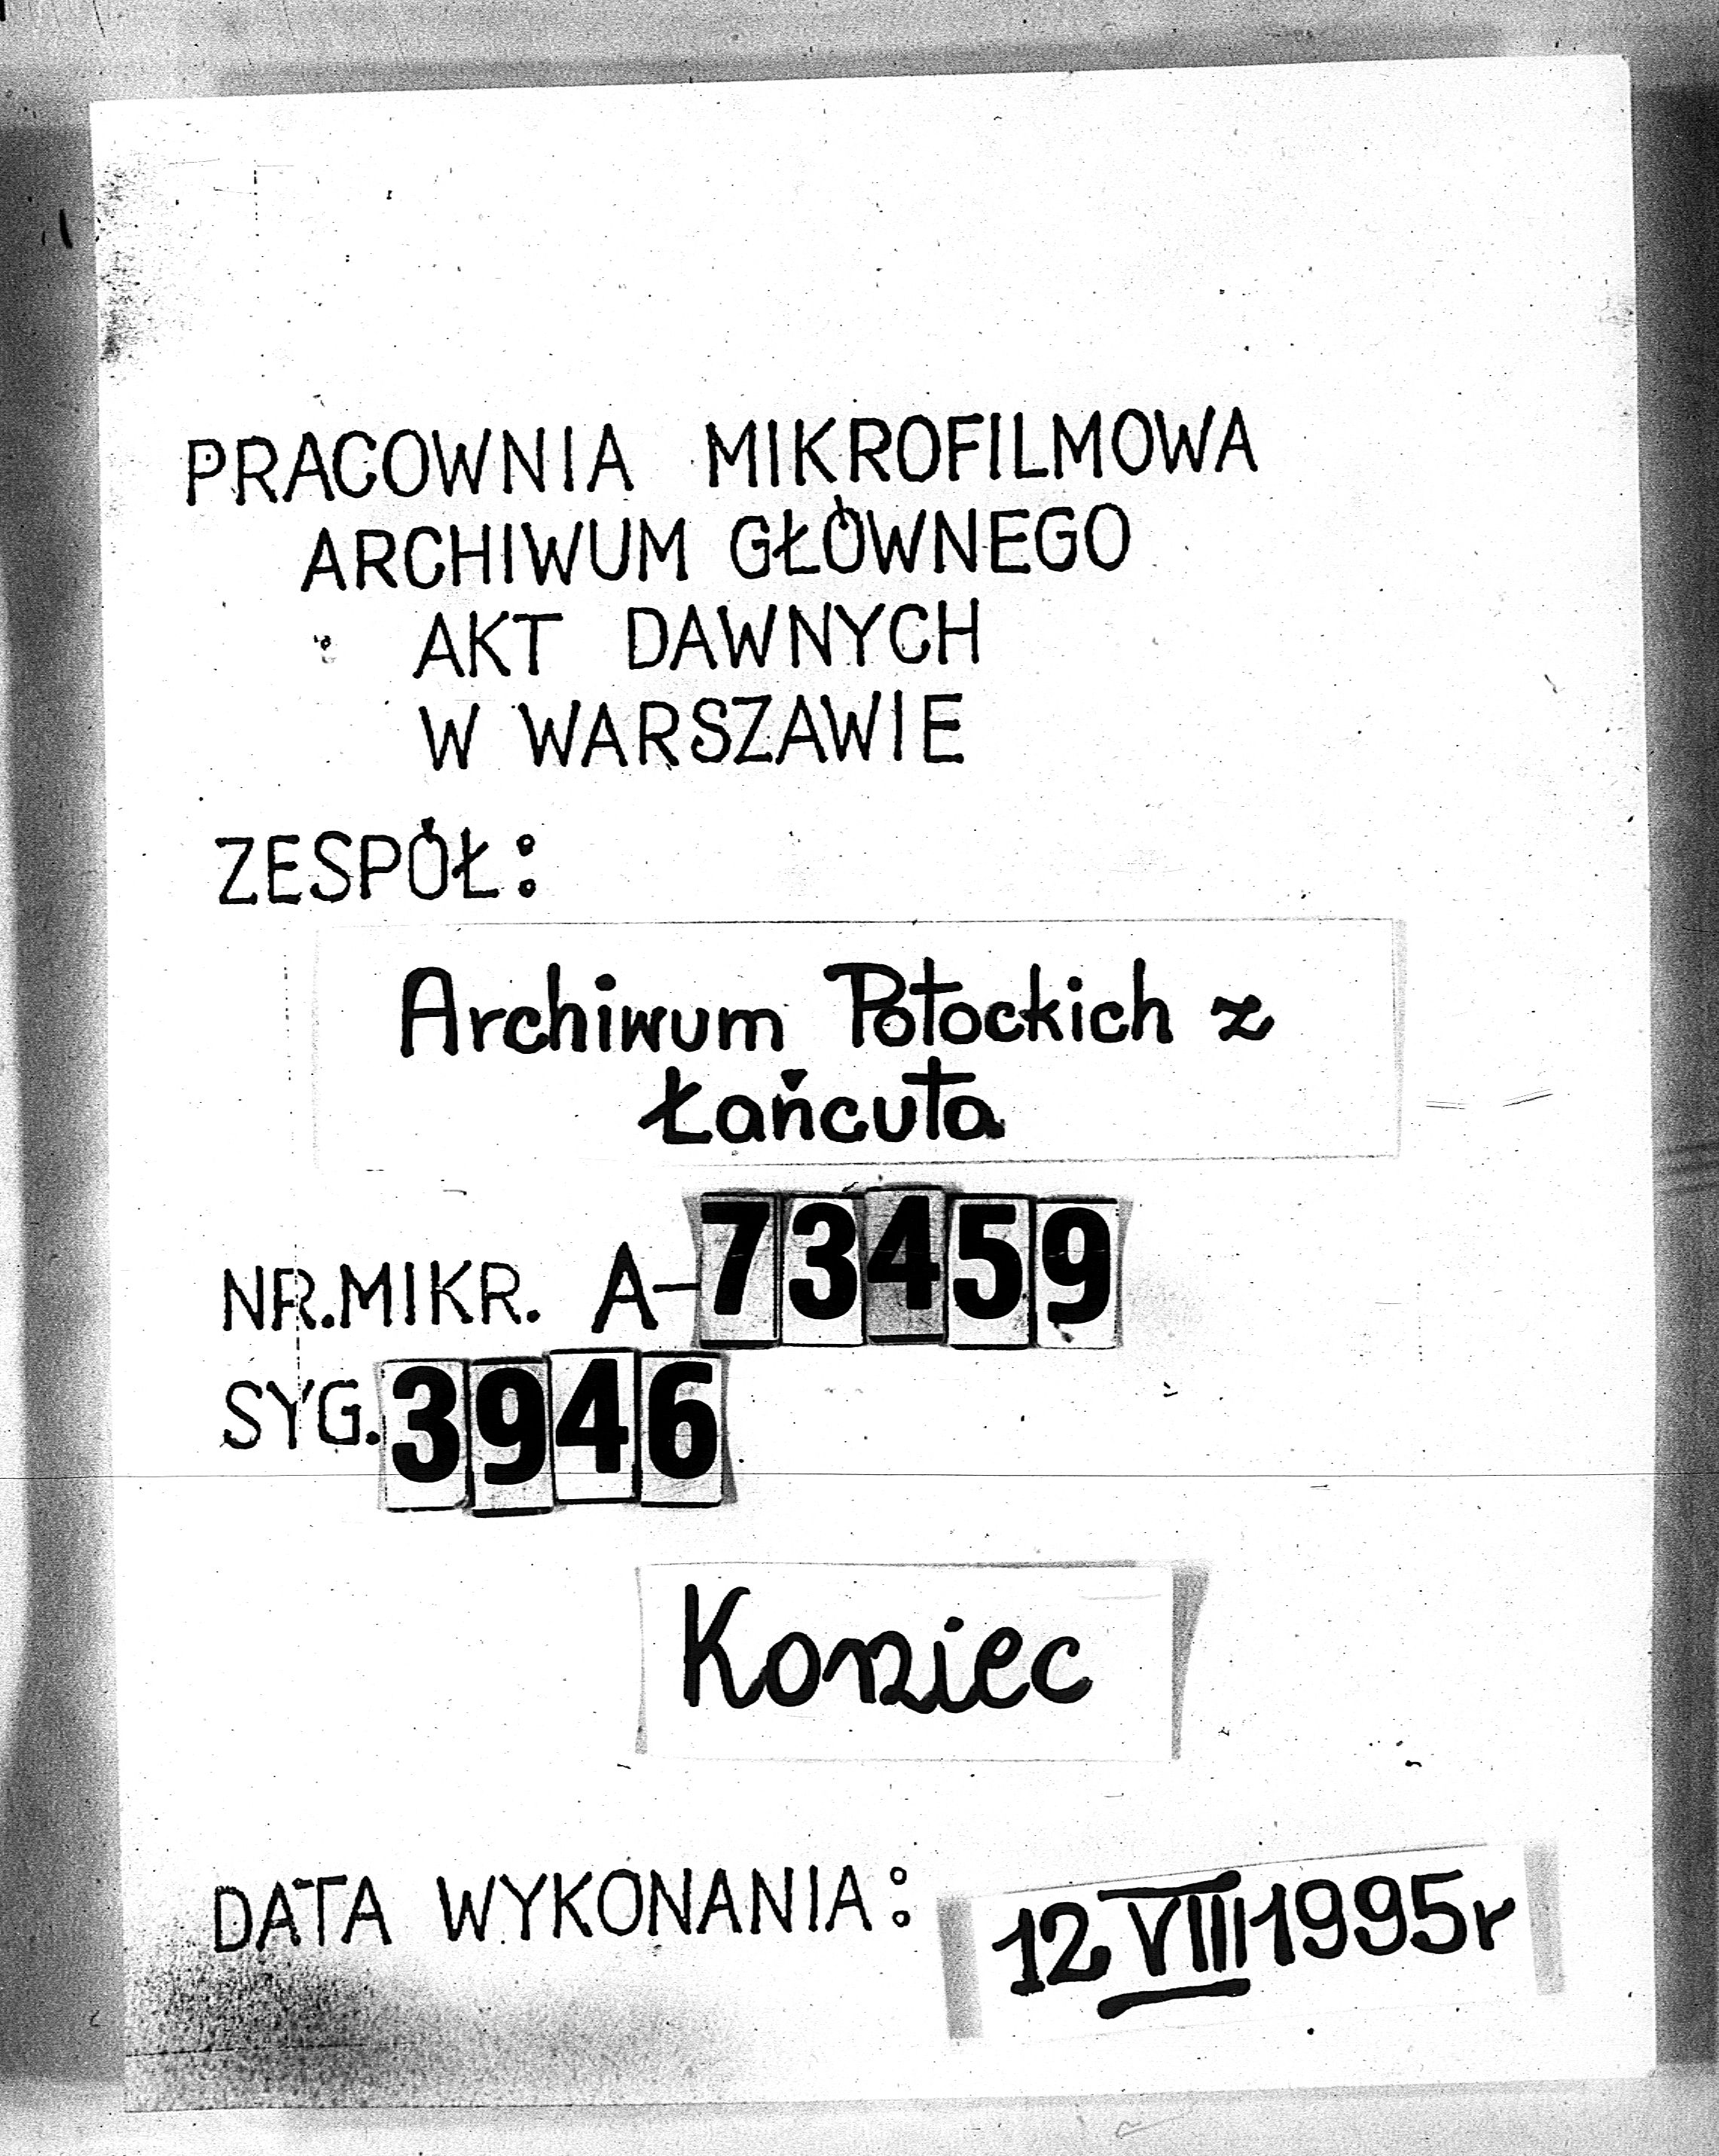 PRACOWNIA MIKROFILMOWA
ARCHIWUM GŁÓWNEGO
AKT DAWNYCH
W WARSZAWIE
ZESPÓŁ:
Archiwum Potockich z
Łańcuta
NR.MIKR. A-73459
SYG.3946
Koniec
DATA WYKONANIA: 12 VIII 1995r